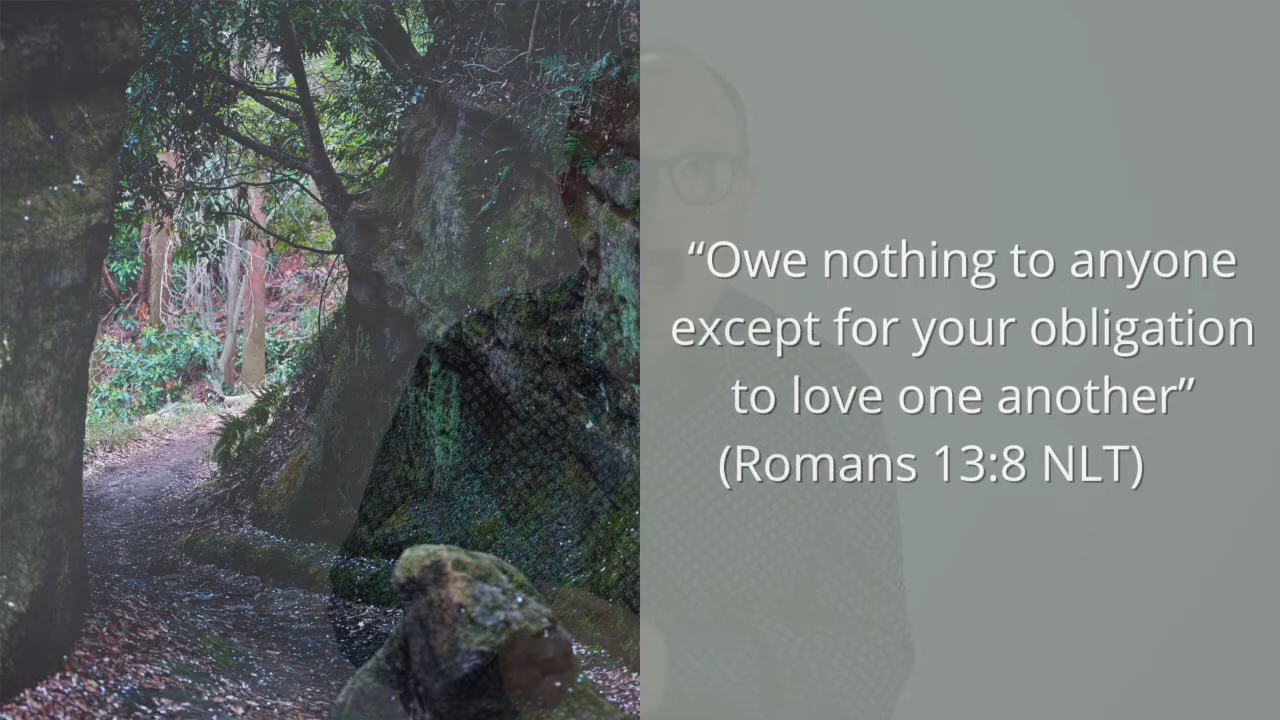 “Owe nothing to anyone
except for your obligation
to love one another”
(Romans 13:8 NLT)